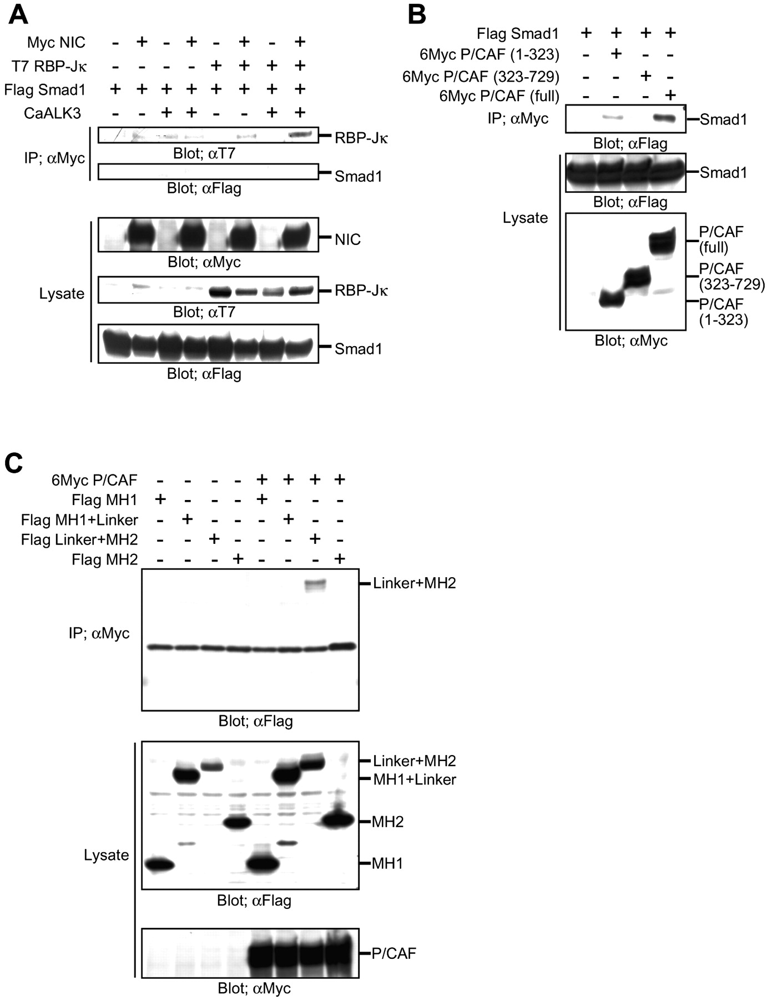 A
Myc NIC - + - + - + - +
T7 RBP-Jκ - - - - + + + +
Flag Smad1 + + + + + + + +
CaALK3 - - + + - - + +
IP; αMyc
RBP-Jκ
Blot; αT7
Smad1
Blot; αFlag
Lysate
NIC
Blot; αMyc
RBP-Jκ
Blot; αT7
Smad1
Blot; αFlag
B
Flag Smad1 + + + +
6Myc P/CAF (1-323) - + - -
6Myc P/CAF (323-729) - - + -
6Myc P/CAF (full) - - - +
IP; αMyc
Smad1
Blot; αFlag
Lysate
Smad1
Blot; αFlag
P/CAF
(full)
P/CAF
(323-729)
P/CAF
(1-323)
Blot; αMyc
C
6Myc P/CAF - - - - + + + +
Flag MH1 + - - - + - - -
Flag MH1+Linker - + - - - + - -
Flag Linker+MH2 - - + - - - + -
Flag MH2 - - - + - - - +
IP; αMyc
Linker+MH2
Blot; αFlag
Lysate
Linker+MH2
MH1+Linker
MH2
MH1
Blot; αFlag
P/CAF
Blot; αMyc